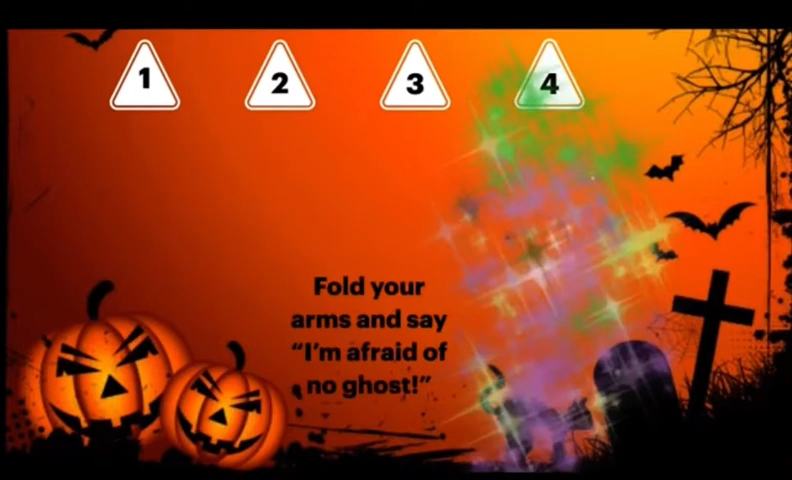 1 2 3 4
Fold your
arms and say
“I’m afraid of
no ghost!”